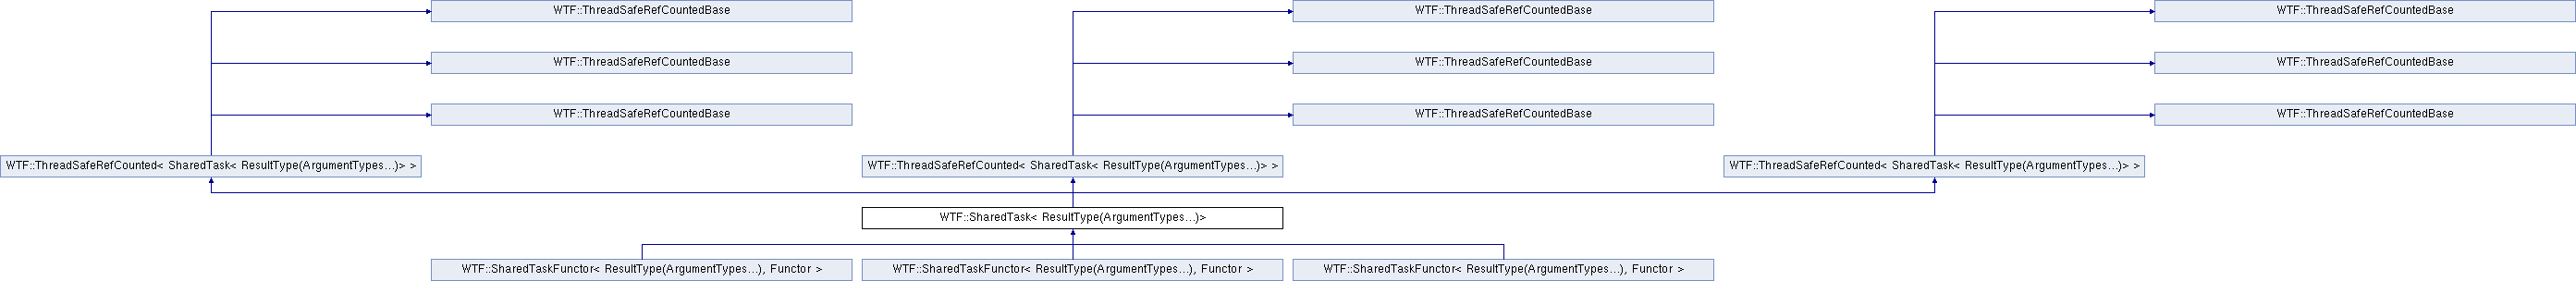 WTF::ThreadSafeRefCountedBase
WTF::ThreadSafeRefCountedBase
WTF::ThreadSafeRefCountedBase
WTF::ThreadSafeRefCountedBase
WTF::ThreadSafeRefCountedBase
WTF::ThreadSafeRefCountedBase
WTF::ThreadSafeRefCountedBase
WTF::ThreadSafeRefCountedBase
WTF::ThreadSafeRefCountedBase
WTF::ThreadSafeRefCounted< SharedTask< ResultType(ArgumentTypes...)> >
WTF::ThreadSafeRefCounted< SharedTask< ResultType(ArgumentTypes...)> >
WTF::ThreadSafeRefCounted< SharedTask< ResultType(ArgumentTypes...)> >
WTF::SharedTask< ResultType(ArgumentTypes...)>
WTF::SharedTaskFunctor< ResultType(ArgumentTypes...), Functor >
WTF::SharedTaskFunctor< ResultType(ArgumentTypes...), Functor >
WTF::SharedTaskFunctor< ResultType(ArgumentTypes...), Functor >